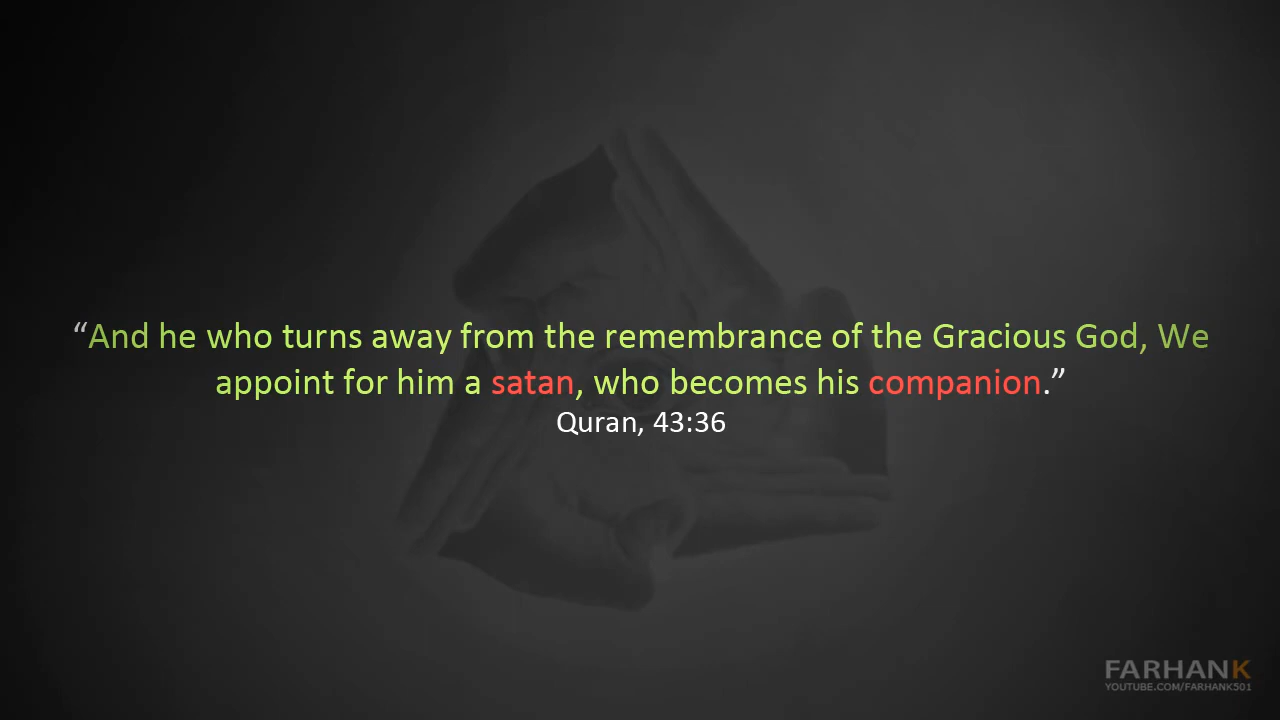 “And he who turns away from the remembrance of the Gracious God, We
appoint for him a satan, who becomes his companion.”
Quran, 43:36
FARHANK
YOUTUBE.COM/FARHANK501